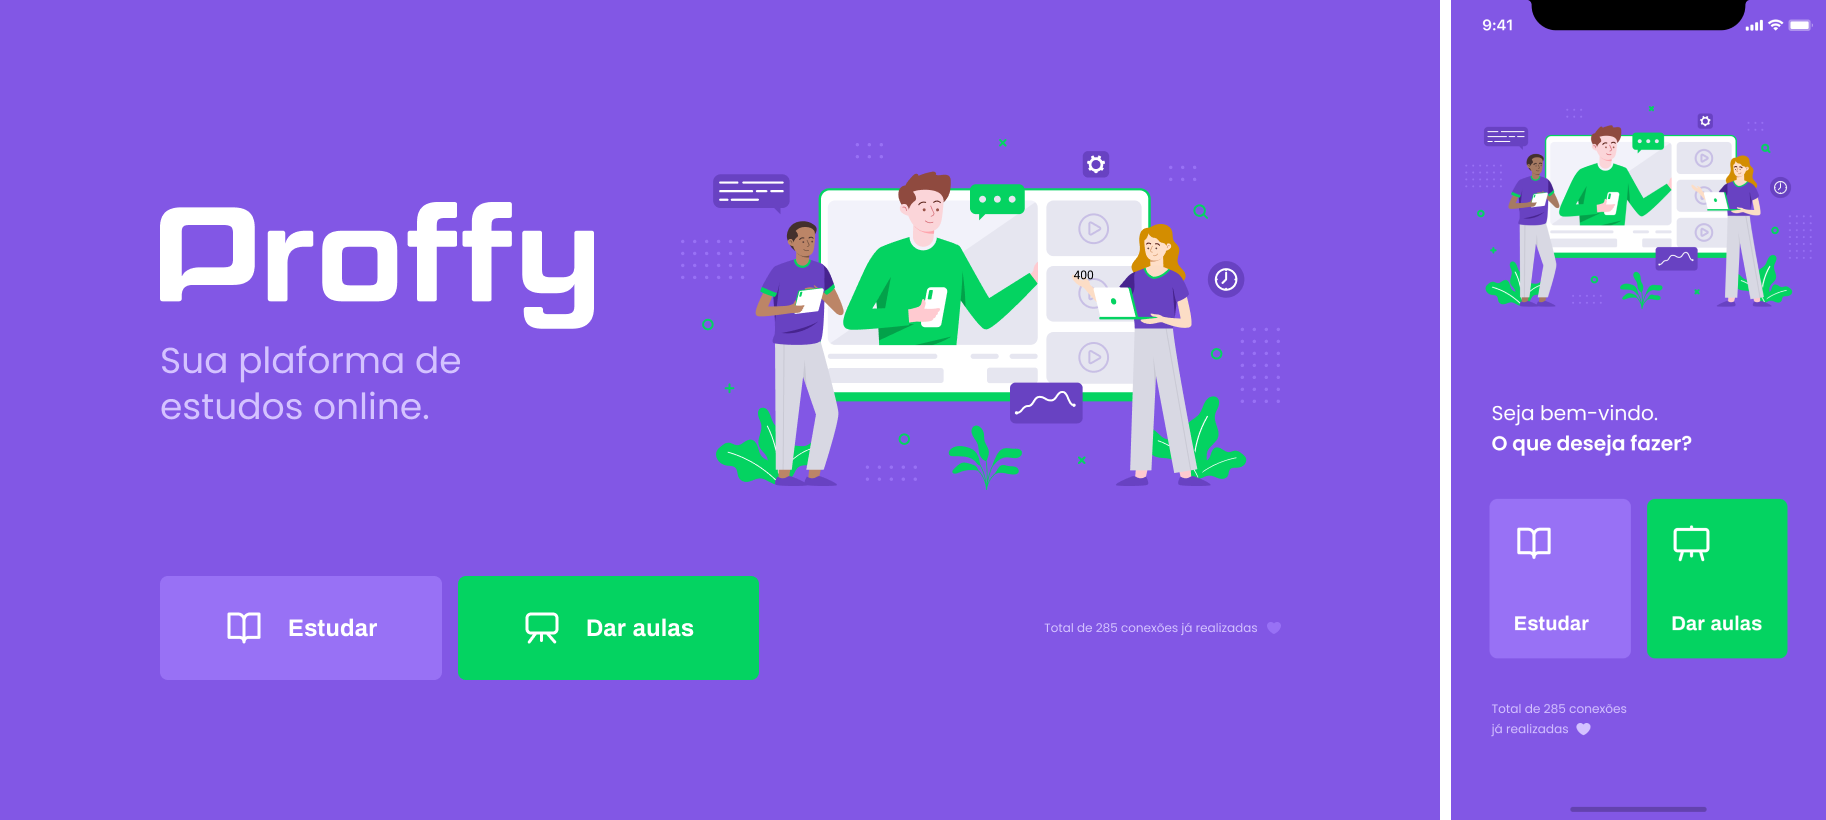 Proffy
Sua plaforma de
estudos online.
400
Estudar
Dar aulas
Total de 285 conexões já realizadas
9:41
Seja bem-vindo.
O que deseja fazer?
Estudar
Dar aulas
Total de 285 conexões
já realizadas